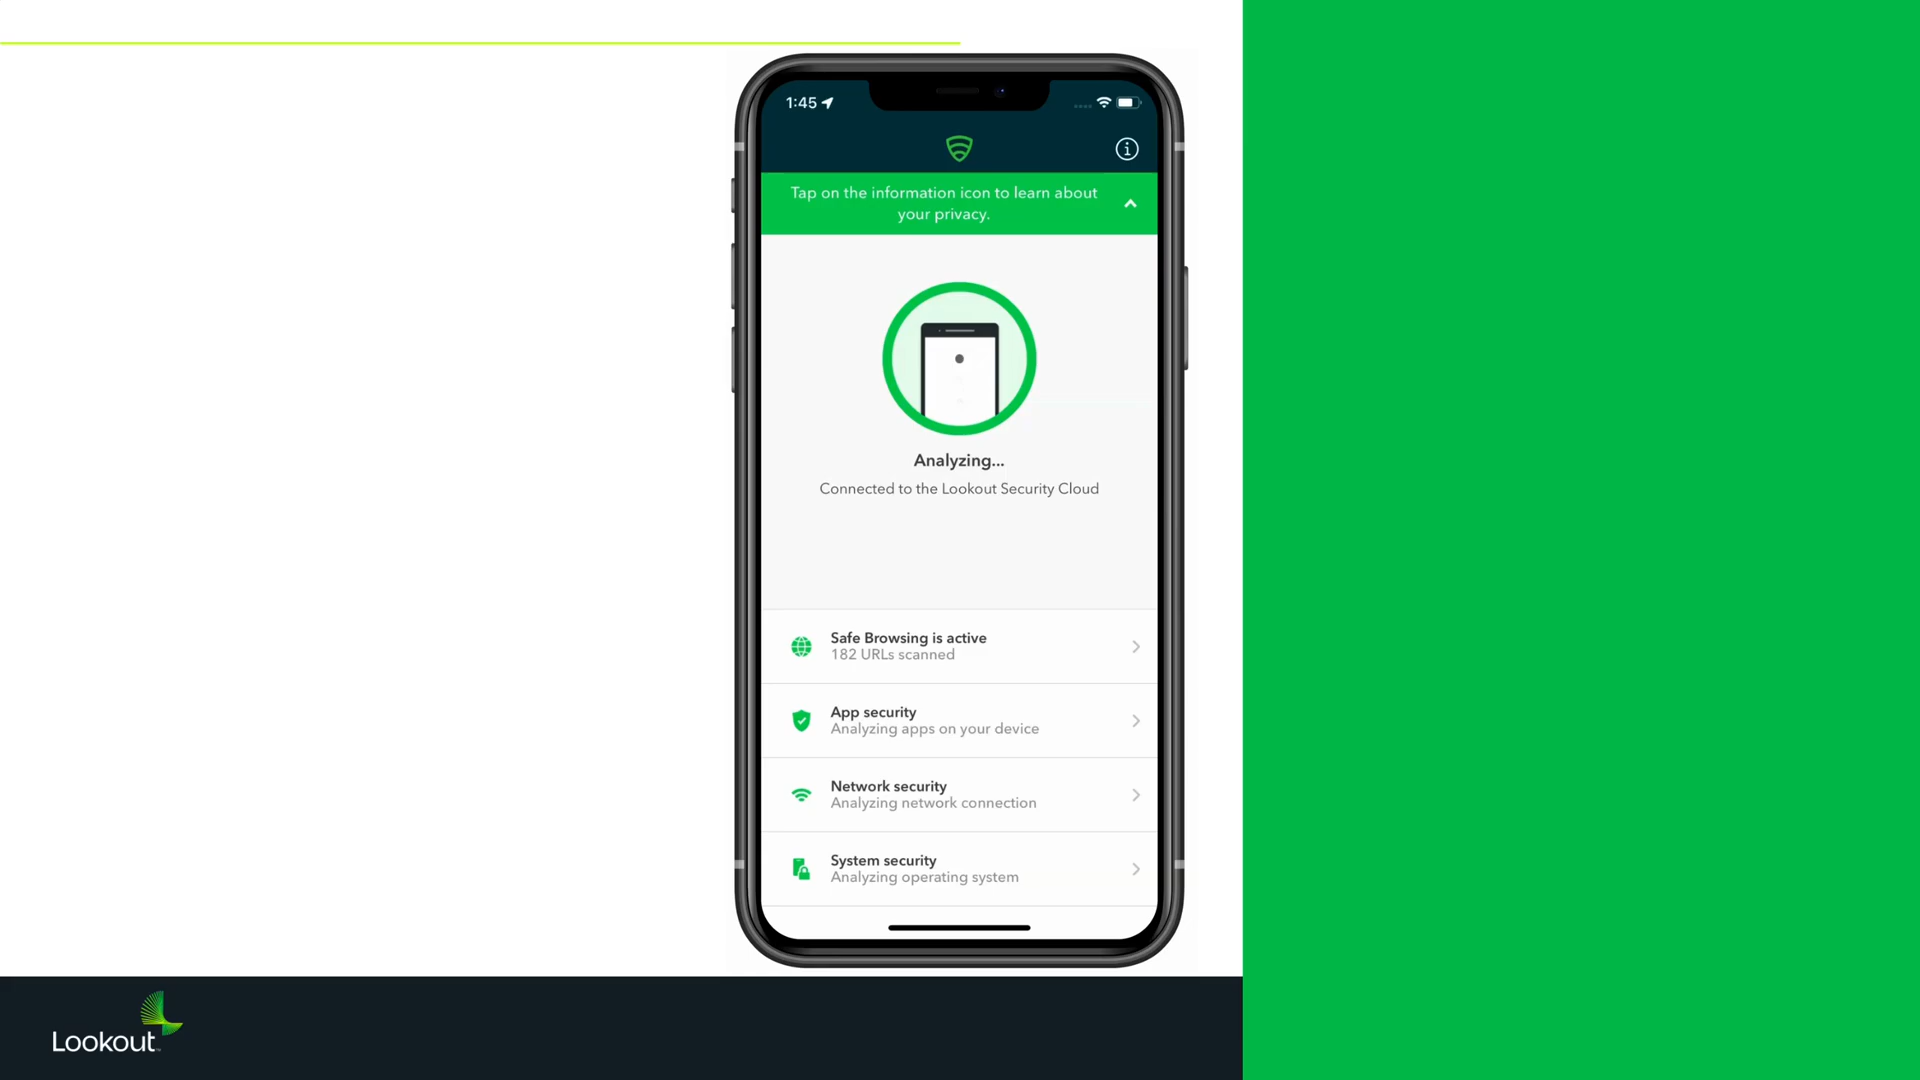 1:45
Tap on the information icon to learn about
your privacy.
Analyzing...
Connected to the Lookout Security Cloud
Safe Browsing is active
182 URLs scanned
App security
Analyzing apps on your device
Network security
Analyzing network connection
System security
Analyzing operating system
Lookout